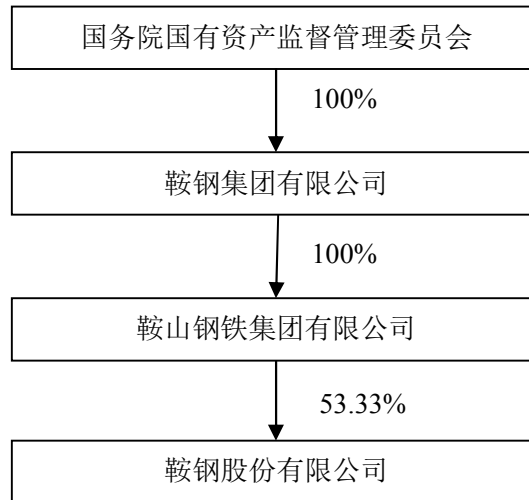 国务院国有资产监督管理委员会
100%
鞍钢集团有限公司
100%
鞍山钢铁集团有限公司
53.33%
鞍钢股份有限公司